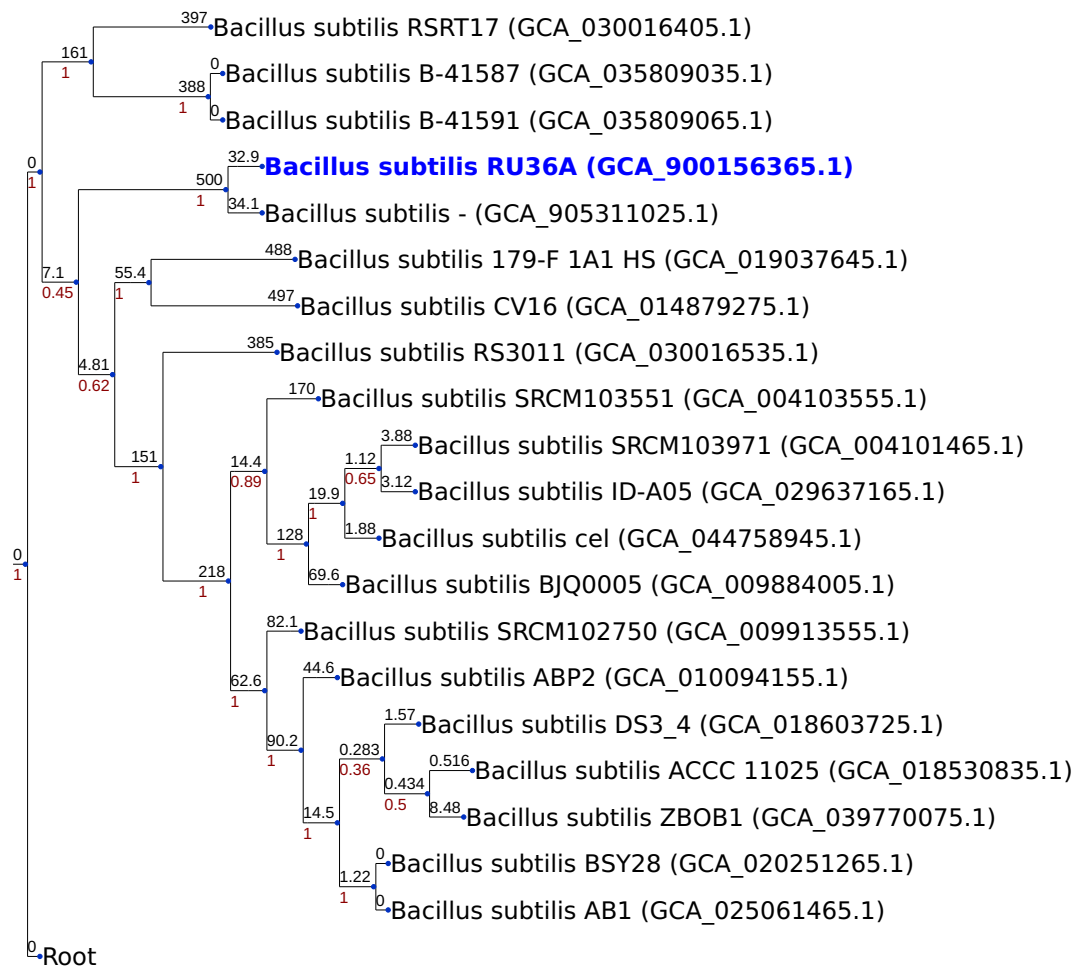 397 Bacillus subtilis RSRT17 (GCA_030016405.1)
161
1
0 Bacillus subtilis B-41587 (GCA_035809035.1)
388
1
0 Bacillus subtilis B-41591 (GCA_035809065.1)
0
1
32.9 Bacillus subtilis RU36A (GCA_900156365.1)
500
1
34.1 Bacillus subtilis - (GCA_905311025.1)
488 Bacillus subtilis 179-F 1A1 HS (GCA_019037645.1)
7.1
0.45
55.4
1
497 Bacillus subtilis CV16 (GCA_014879275.1)
385 Bacillus subtilis RS3011 (GCA_030016535.1)
4.81
0.62
170 Bacillus subtilis SRCM103551 (GCA_004103555.1)
3.88 Bacillus subtilis SRCM103971 (GCA_004101465.1)
151
1
14.4
0.89
1.12
0.65
3.12 Bacillus subtilis ID-A05 (GCA_029637165.1)
19.9
1
1.88 Bacillus subtilis cel (GCA_044758945.1)
128
1
0
1
218
1
69.6 Bacillus subtilis BJQ0005 (GCA_009884005.1)
82.1 Bacillus subtilis SRCM102750 (GCA_009913555.1)
62.6
1
44.6 Bacillus subtilis ABP2 (GCA_010094155.1)
1.57 Bacillus subtilis DS3_4 (GCA_018603725.1)
90.2
1
0.283
0.36
0.516 Bacillus subtilis ACCC 11025 (GCA_018530835.1)
0.434
0.5
8.48 Bacillus subtilis ZBOB1 (GCA_039770075.1)
14.5
1
0 Bacillus subtilis BSY28 (GCA_020251265.1)
1.22
1
0 Bacillus subtilis AB1 (GCA_025061465.1)
0 Root